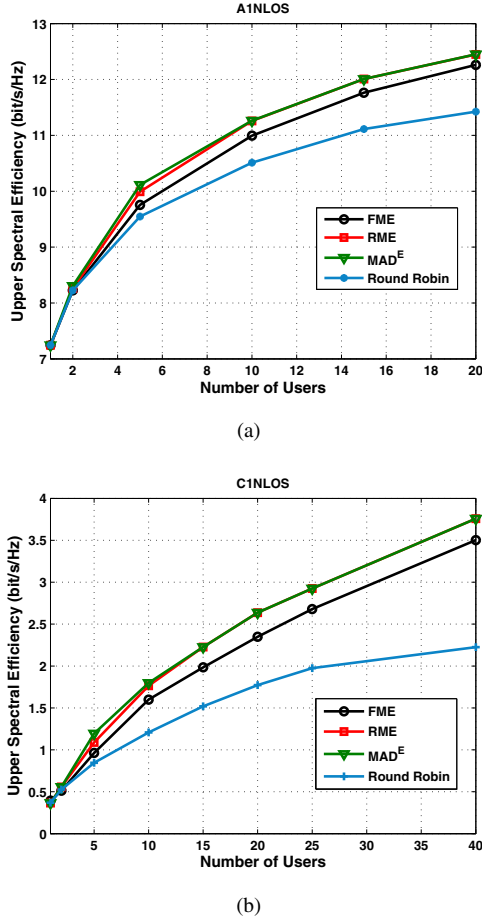 A1NLOS
Upper Spectral Efficiency (bit/s/Hz)
13
12
11
10
9
8
7
FME
RME
MAD^E
Round Robin
2 4 6 8 10 12 14 16 18 20
Number of Users
(a)
C1NLOS
Upper Spectral Efficiency (bit/s/Hz)
4
3.5
3
2.5
2
1.5
1
0.5
0
FME
RME
MAD^E
Round Robin
5 10 15 20 25 30 35 40
Number of Users
(b)